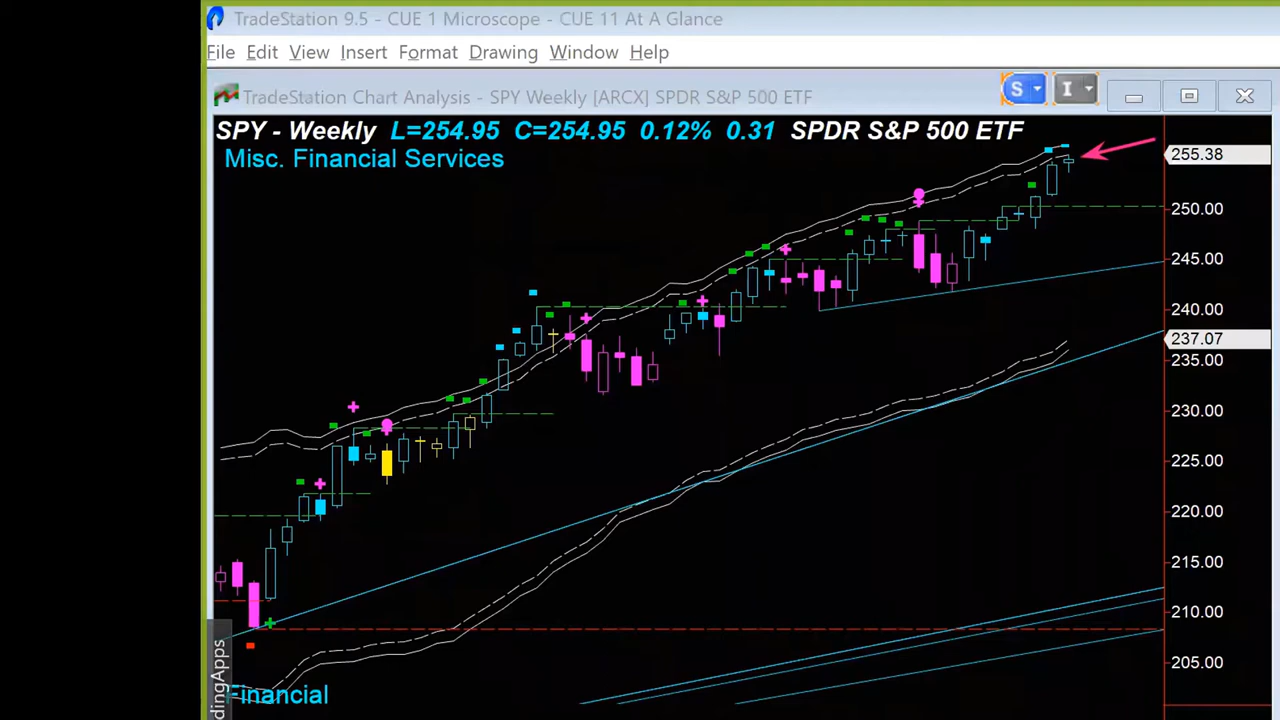 TradeStation 9.5 - CUE 1 Microscope - CUE 11 At A Glance
File Edit View Insert Format Drawing Window Help
TradeStation Chart Analysis - SPY Weekly [ARCX] SPDR S&P 500 ETF
S I
SPY - Weekly L=254.95 C=254.95 0.12% 0.31 SPDR S&P 500 ETF
Misc. Financial Services
255.38
250.00
245.00
240.00
237.07
235.00
230.00
225.00
220.00
215.00
210.00
205.00
Financial